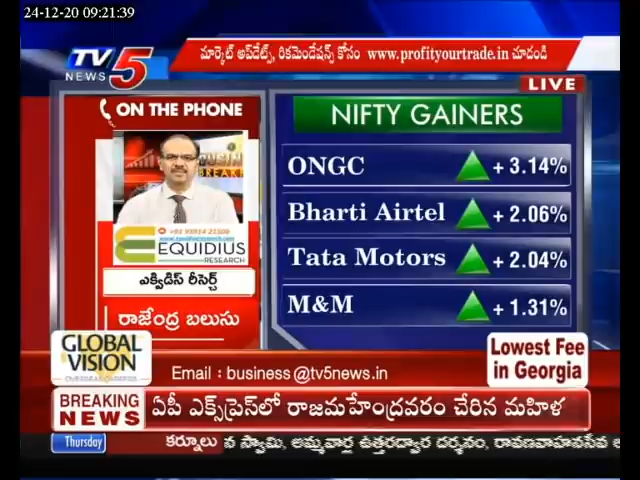 24-12-20 09:21:39
TV5
NEWS
మార్కెట్ అప్‌డేట్స్, రికమెండేషన్స్ కోసం www.profityourtrade.in చూడండి
LIVE
ON THE PHONE
EQUIDIUS
RESEARCH
ఎక్విడిస్ రీసెర్చ్
రాజేంద్ర బలుసు
NIFTY GAINERS
ONGC + 3.14%
Bharti Airtel + 2.06%
Tata Motors + 2.04%
M&M + 1.31%
GLOBAL
VISION
Email : business@tv5news.in
Lowest Fee
in Georgia
BREAKING
NEWS
ఏపీ ఎక్స్‌ప్రెస్‌లో రాజమహేంద్రవరం చేరిన మహిళ
Thursday
కర్నూలు న స్వామి, అమ్మవార్ల ఉత్తరద్వార దర్శనం, రావణవాహనసేవ